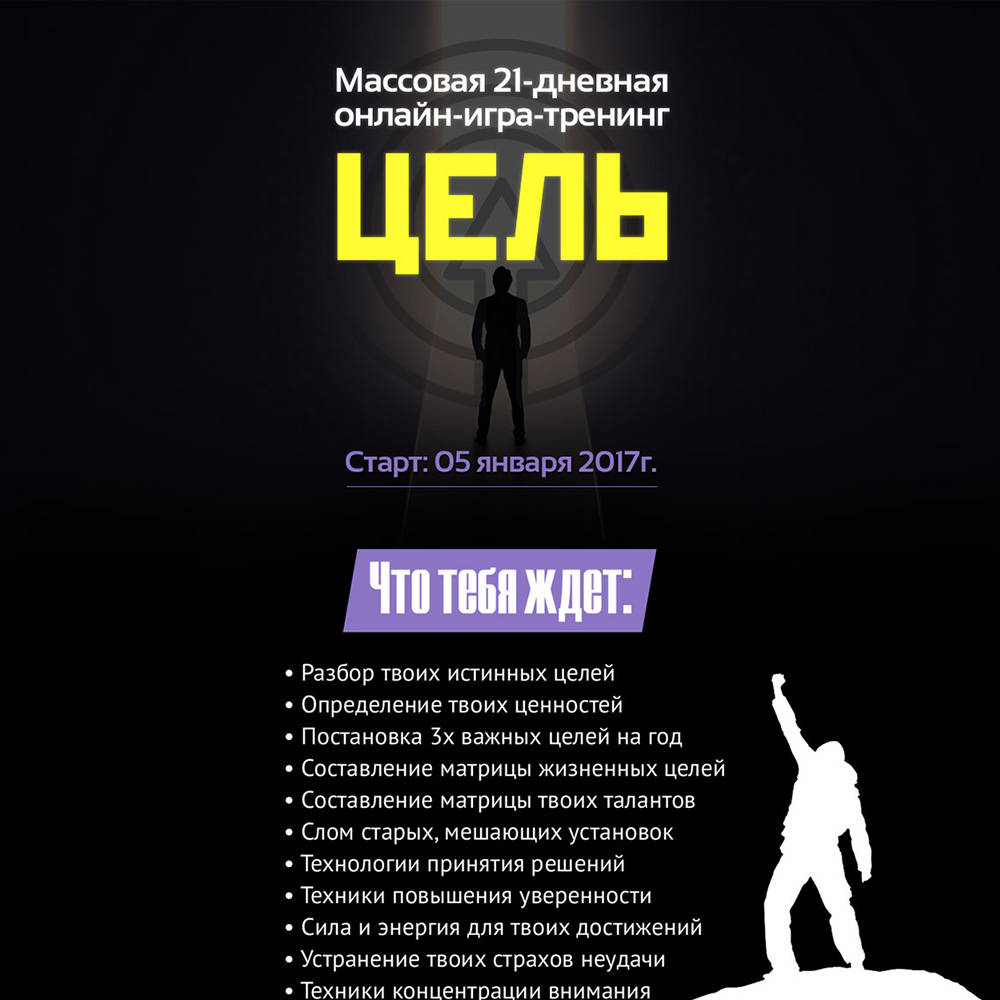 Массовая 21-дневная
онлайн-игра-тренинг
ЦЕЛЬ
Старт: 05 января 2017г.
Что тебя ждет:
• Разбор твоих истинных целей
• Определение твоих ценностей
• Постановка 3х важных целей на год
• Составление матрицы жизненных целей
• Составление матрицы твоих талантов
• Слом старых, мешающих установок
• Технологии принятия решений
• Техники повышения уверенности
• Сила и энергия для твоих достижений
• Устранение твоих страхов неудачи
• Техники концентрации внимания